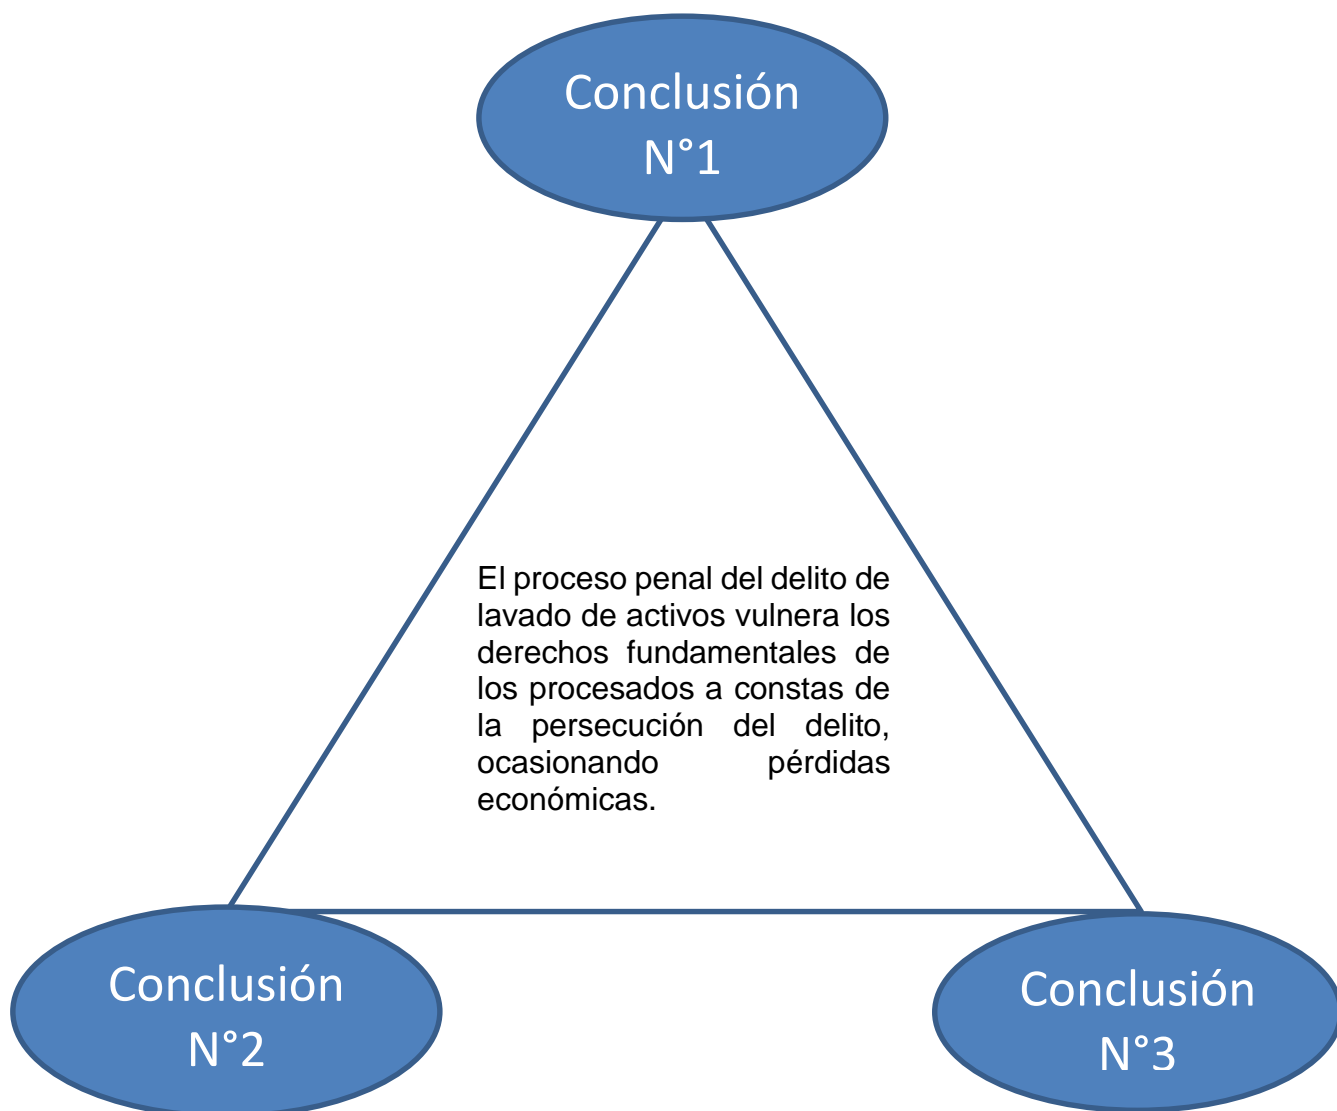 Conclusión
N°1
El proceso penal del delito de
lavado de activos vulnera los
derechos fundamentales de
los procesados a constas de
la persecución del delito,
ocasionando pérdidas
económicas.
Conclusión
N°2
Conclusión
N°3